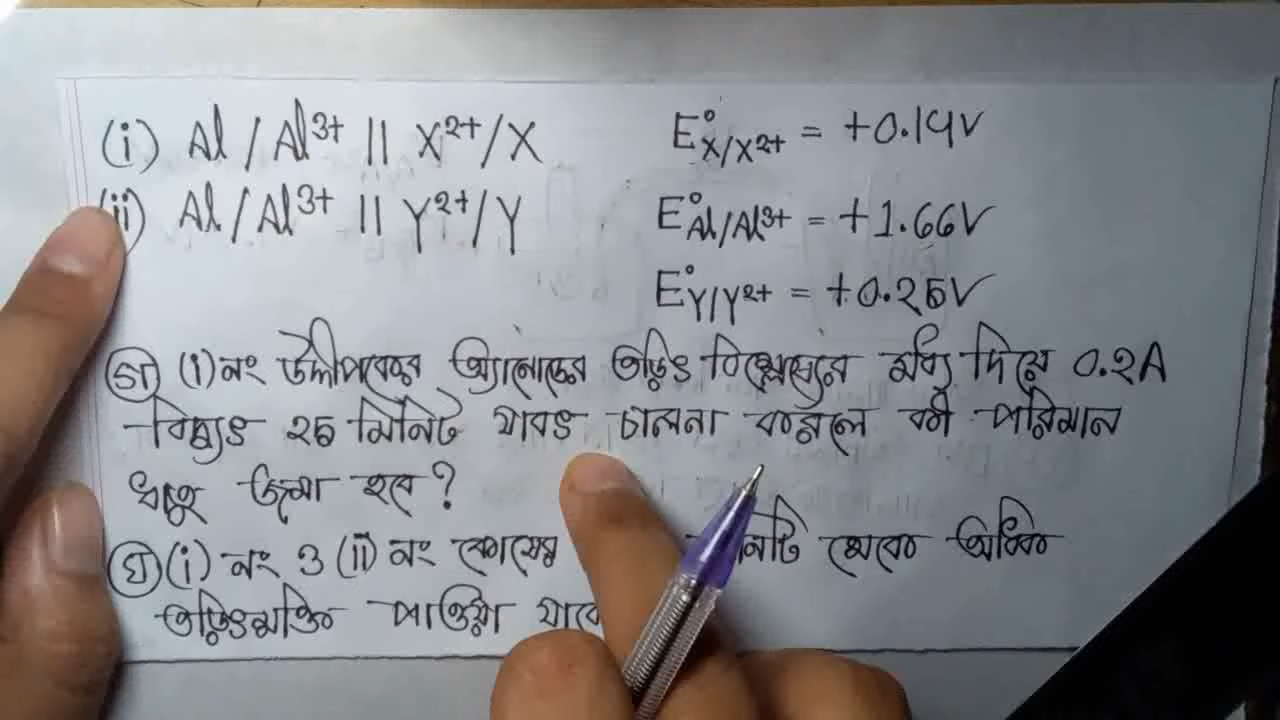 (i) Al / Al³⁺ || X²⁺/X
E°X/X²⁺ = +0.14V
(ii) Al/Al³⁺ || Y²⁺/Y
E°Al/Al³⁺ = +1.66V
E°Y/Y²⁺ = +0.25V
গ (i) নং উদ্দীপকের অ্যানোডের তড়িৎ বিশ্লেষ্যের মধ্য দিয়ে 0.2A
বিদ্যুৎ 25 মিনিট যাবৎ চালনা করলে কী পরিমান
ধাতু জমা হবে?
ঘ (i) নং ও (ii) নং কোষের থেকে অধিক
তড়িৎশক্তি পাওয়া যাবে